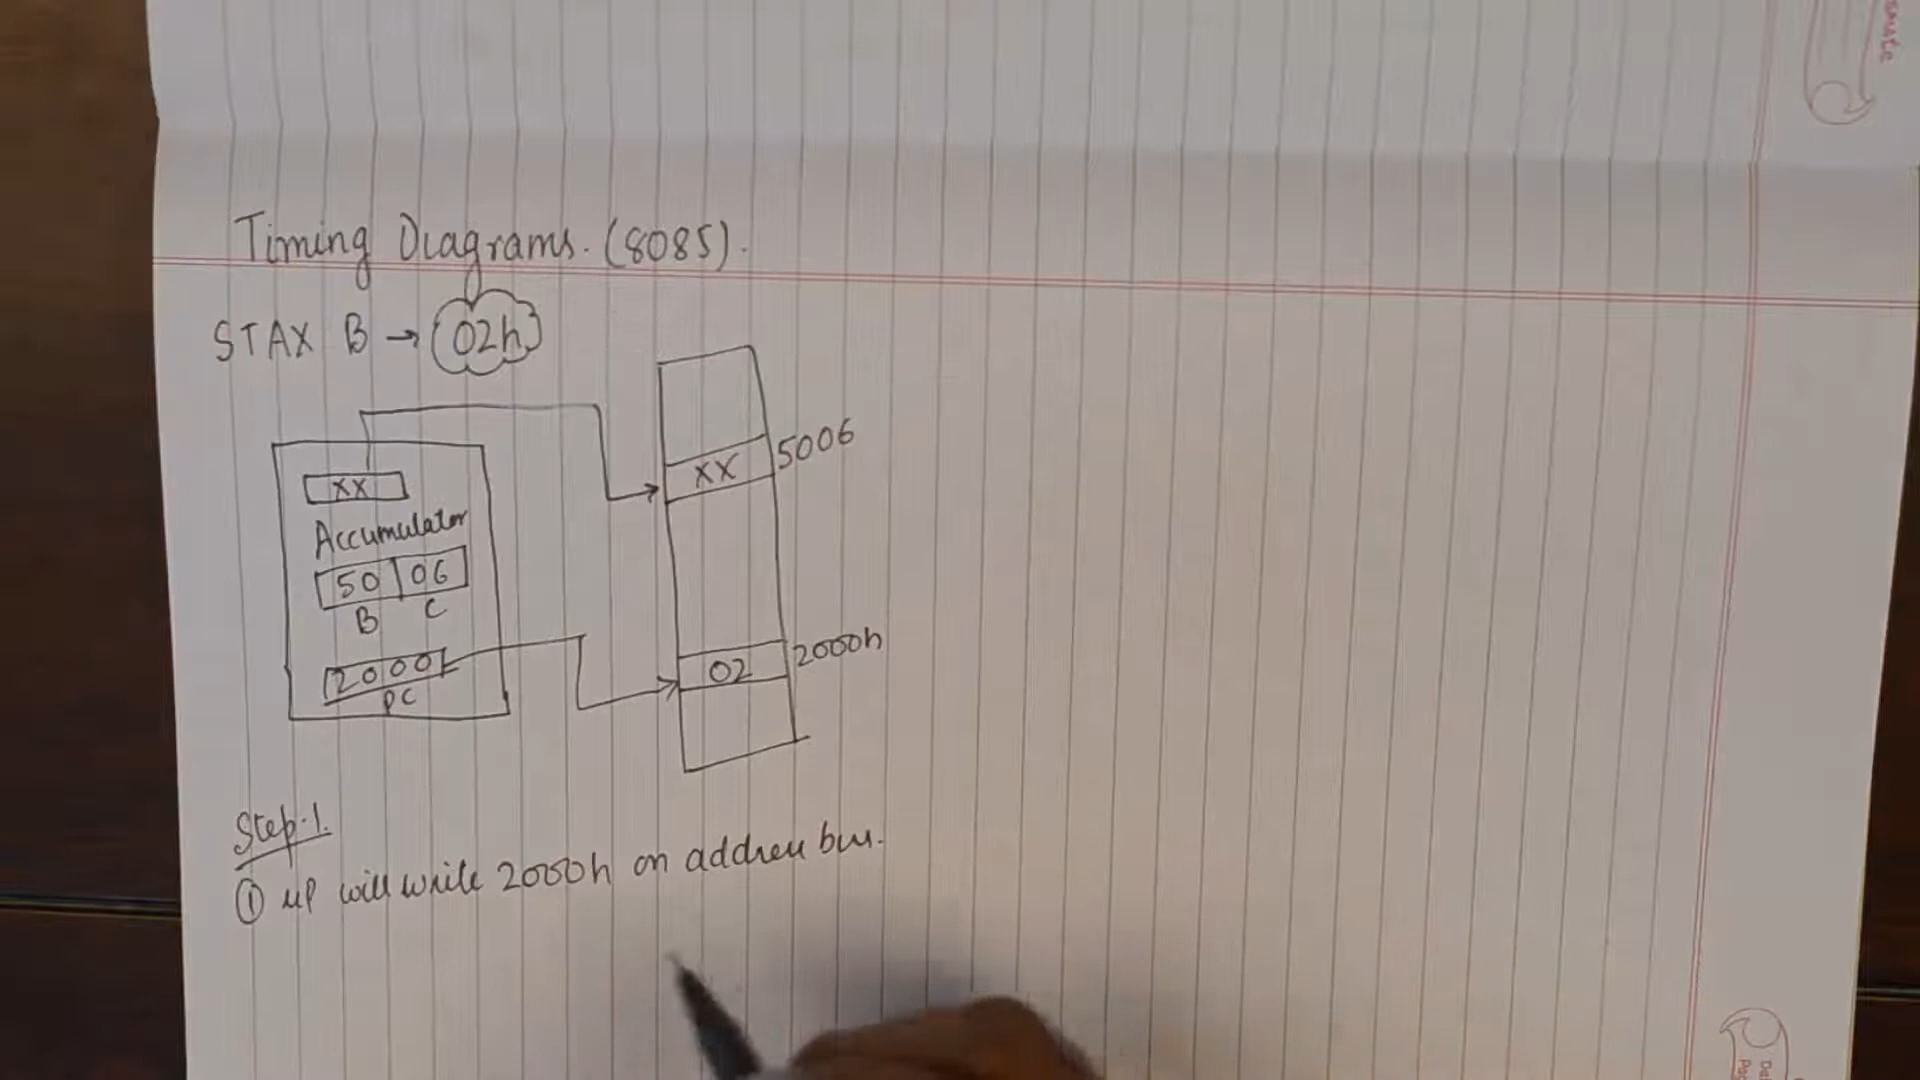 Timing Diagrams. (8085).
STAX B → 02h
5006
XX
XX
Accumulator
50 06
B C
2000h
02
2000
PC
Step-1.
① up will write 2000h on address bus.